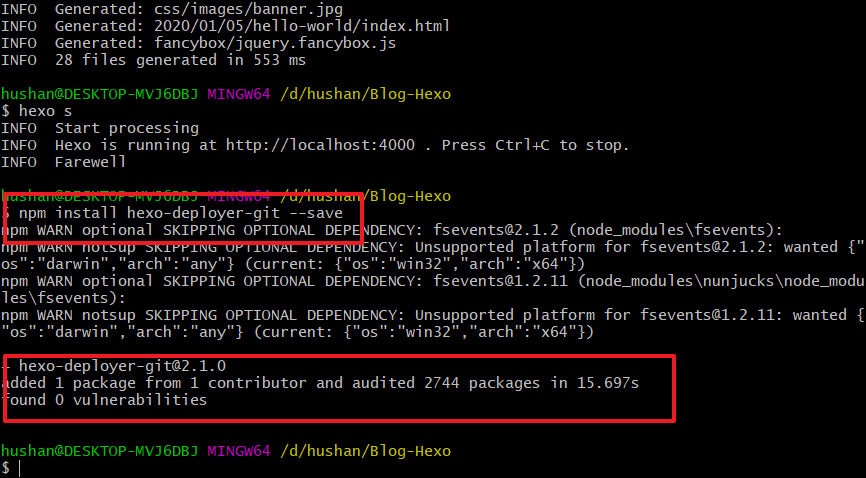 INFO  Generated: css/images/banner.jpg
INFO  Generated: 2020/01/05/hello-world/index.html
INFO  Generated: fancybox/jquery.fancybox.js
INFO  28 files generated in 553 ms
hushan@DESKTOP-MVJ6DBJ MINGW64 /d/hushan/Blog-Hexo
$ hexo s
INFO  Start processing
INFO  Hexo is running at http://localhost:4000 . Press Ctrl+C to stop.
INFO  Farewell
hushan@DESKTOP-MVJ6DBJ MINGW64 /d/hushan/Blog-Hexo
$ npm install hexo-deployer-git --save
npm WARN optional SKIPPING OPTIONAL DEPENDENCY: fsevents@2.1.2 (node_modules\fsevents):
npm WARN notsup SKIPPING OPTIONAL DEPENDENCY: Unsupported platform for fsevents@2.1.2: wanted {"
os":"darwin","arch":"any"} (current: {"os":"win32","arch":"x64"})
npm WARN optional SKIPPING OPTIONAL DEPENDENCY: fsevents@1.2.11 (node_modules\nunjucks\node_modu
les\fsevents):
npm WARN notsup SKIPPING OPTIONAL DEPENDENCY: Unsupported platform for fsevents@1.2.11: wanted {
"os":"darwin","arch":"any"} (current: {"os":"win32","arch":"x64"})
+ hexo-deployer-git@2.1.0
added 1 package from 1 contributor and audited 2744 packages in 15.697s
found 0 vulnerabilities
hushan@DESKTOP-MVJ6DBJ MINGW64 /d/hushan/Blog-Hexo
$